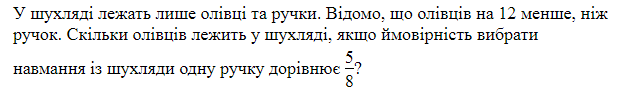 У шухляді лежать лише олівці та ручки. Відомо, що олівців на 12 менше, ніж
ручок. Скільки олівців лежить у шухляді, якщо ймовірність вибрати
навмання із шухляди одну ручку дорівнює 5/8?